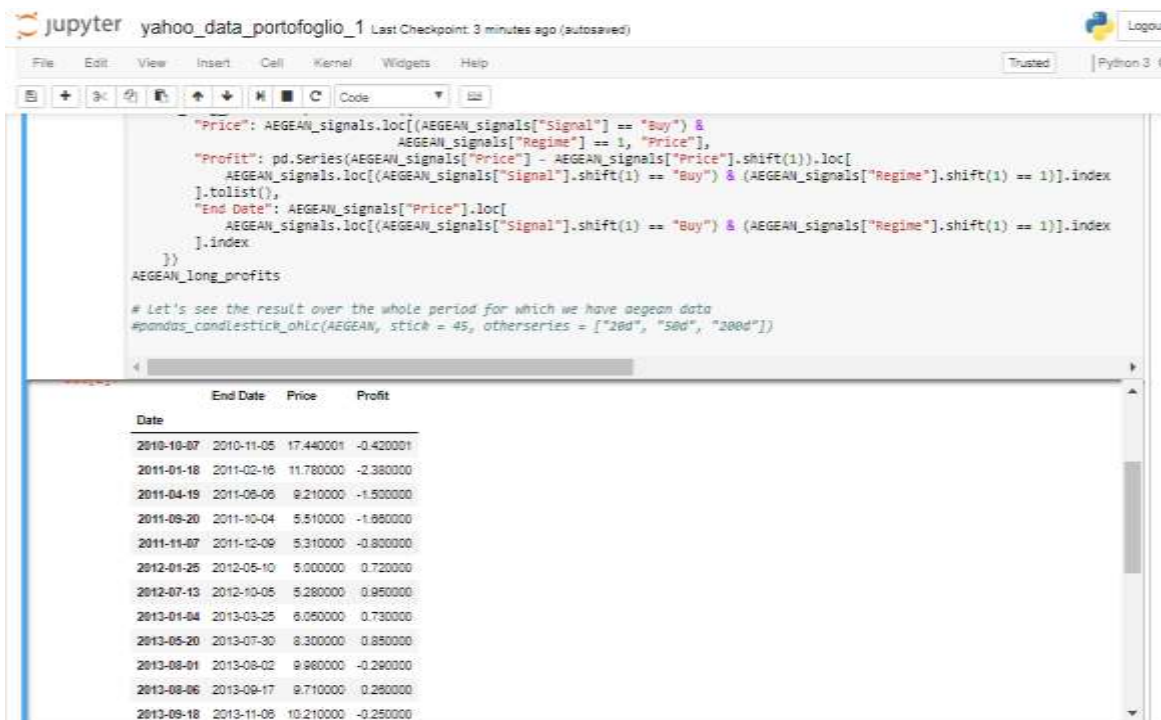 jupyter yahoo_data_portofoglio_1 Last Checkpoint: 3 minutes ago (autosaved)
Logou
File Edit View Insert Cell Kernel Widgets Help
Trusted Python 3
Code
"Price": AEGEAN_signals.loc[(AEGEAN_signals["Signal"] == "Buy") &
AEGEAN_signals["Regime"] == 1, "Price"],
"Profit": pd.Series(AEGEAN_signals["Price"] - AEGEAN_signals["Price"].shift(1)).loc[
AEGEAN_signals.loc[(AEGEAN_signals["Signal"].shift(1) == "Buy") & (AEGEAN_signals["Regime"].shift(1) == 1)].index
].tolist(),
"End Date": AEGEAN_signals["Price"].loc[
AEGEAN_signals.loc[(AEGEAN_signals["Signal"].shift(1) == "Buy") & (AEGEAN_signals["Regime"].shift(1) == 1)].index
].index
})
AEGEAN_long_profits
# Let's see the result over the whole period for which we have aegean data
#pandas_candlestick_ohlc(AEGEAN, stick = 45, otherseries = ["20d", "50d", "200d"])
End Date Price Profit
Date
2010-10-07 2010-11-05 17.440001 -0.420001
2011-01-18 2011-02-16 11.780000 -2.380000
2011-04-19 2011-06-06 9.210000 -1.500000
2011-09-20 2011-10-04 5.510000 -1.660000
2011-11-07 2011-12-09 5.310000 -0.800000
2012-01-25 2012-05-10 5.000000 0.720000
2012-07-13 2012-10-05 5.280000 0.950000
2013-01-04 2013-03-25 6.050000 0.730000
2013-05-20 2013-07-30 8.300000 0.850000
2013-08-01 2013-08-02 9.980000 -0.290000
2013-08-06 2013-09-17 9.710000 0.260000
2013-09-18 2013-11-06 10.210000 -0.250000